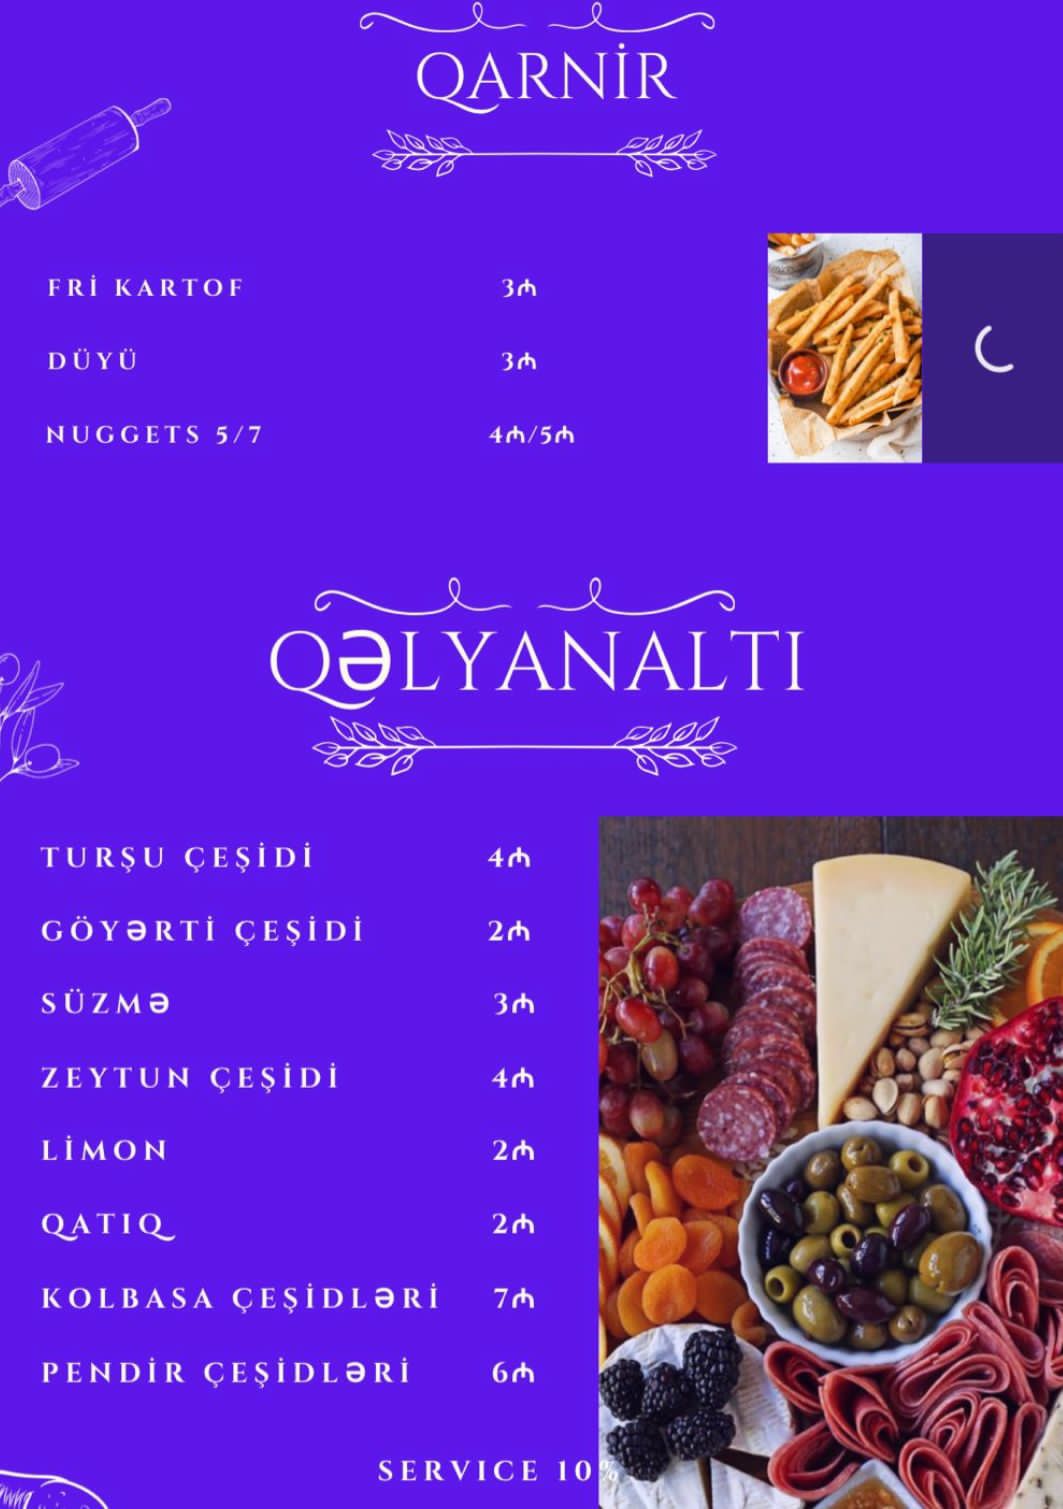 QARNİR
FRİ KARTOF 3₼
DÜYÜ 3₼
NUGGETS 5/7 4₼/5₼
QƏLYANALTI
TURŞU ÇEŞİDİ 4₼
GÖYƏRTİ ÇEŞİDİ 2₼
SÜZMƏ 3₼
ZEYTUN ÇEŞİDİ 4₼
LİMON 2₼
QATIQ 2₼
KOLBASA ÇEŞİDLƏRİ 7₼
PENDİR ÇEŞİDLƏRİ 6₼
SERVICE 10%